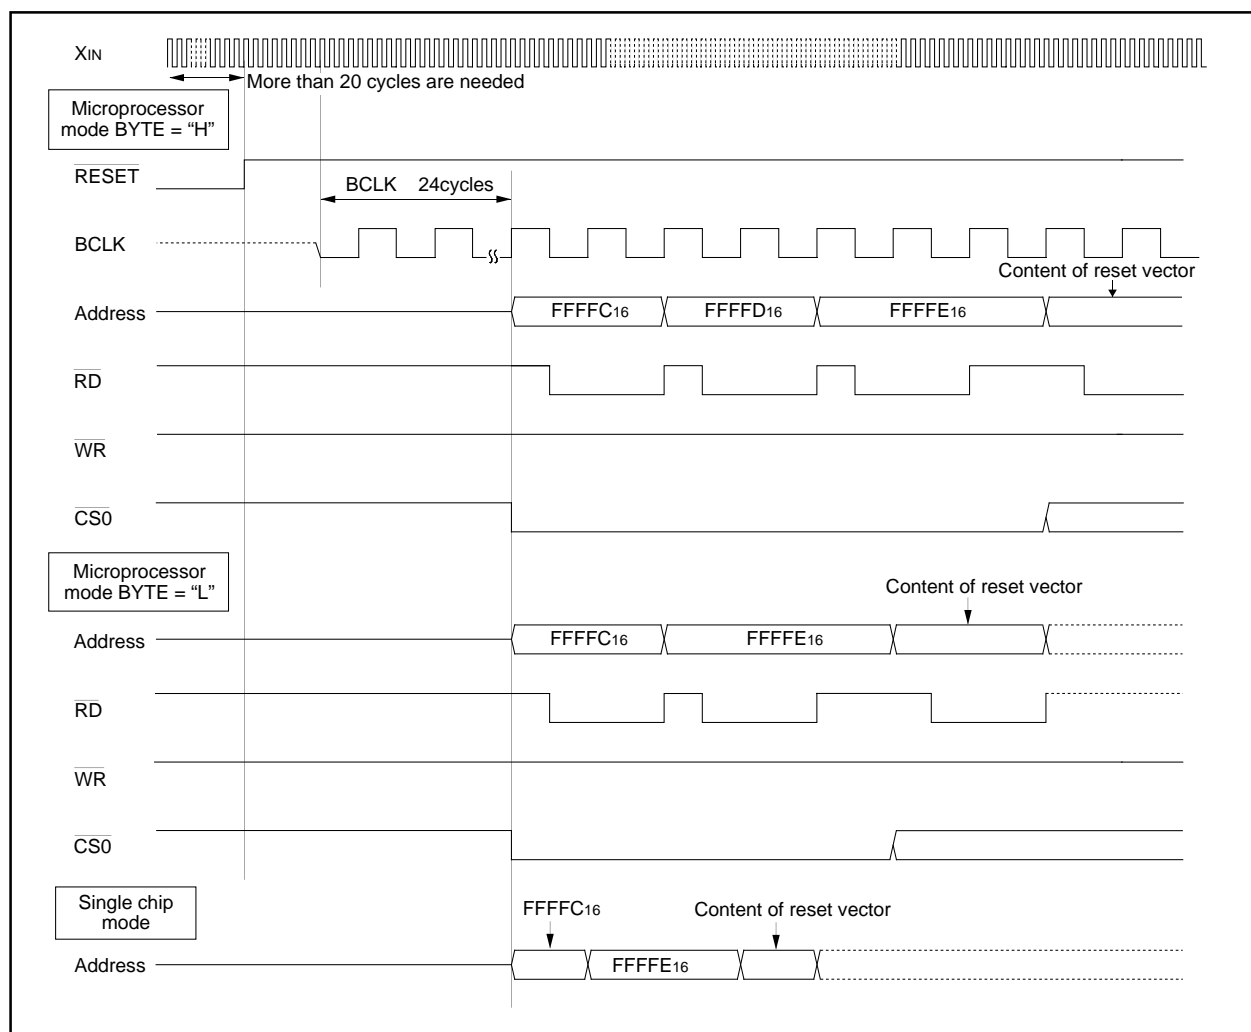 XIN
More than 20 cycles are needed
Microprocessor
mode BYTE = “H”
RESET
BCLK 24cycles
BCLK
Content of reset vector
Address
FFFFC16
FFFFD16
FFFFE16
RD
WR
CS0
Microprocessor
mode BYTE = “L”
Content of reset vector
Address
FFFFC16
FFFFE16
RD
WR
CS0
Single chip
mode
FFFFC16
Content of reset vector
Address
FFFFE16